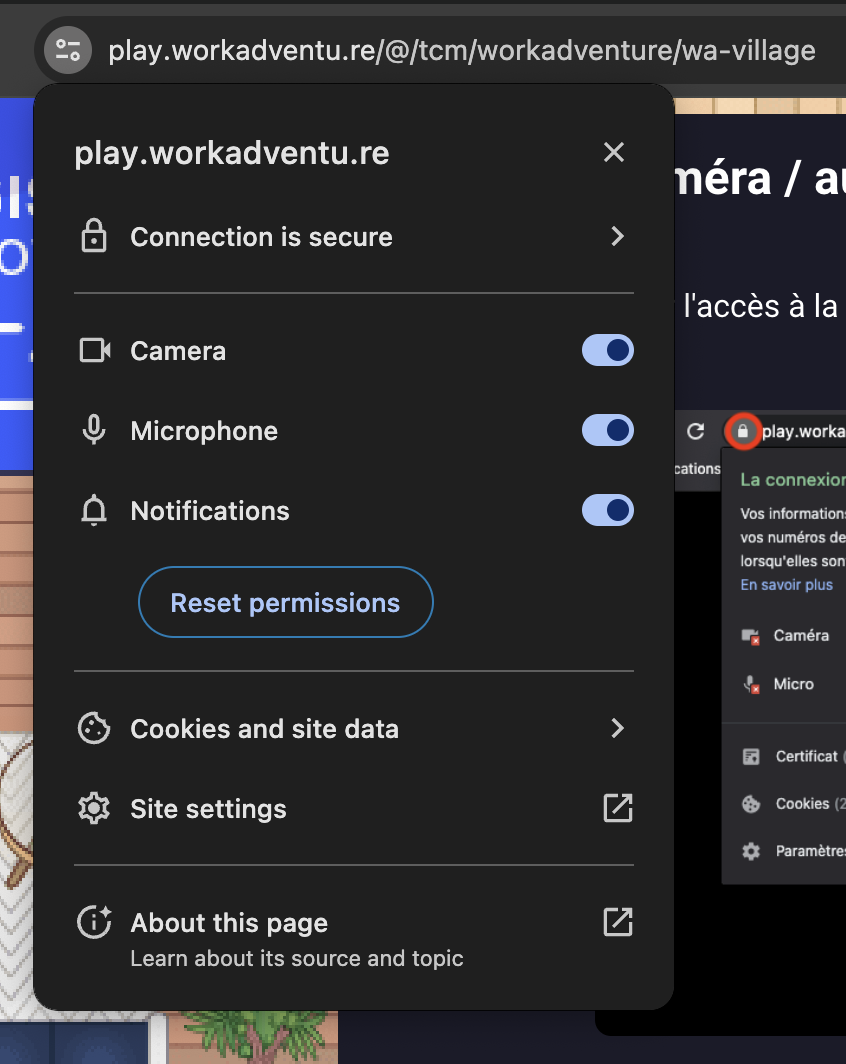 play.workadventu.re/@/tcm/workadventure/wa-village
play.workadventu.re
Connection is secure
Camera
Microphone
Notifications
Reset permissions
Cookies and site data
Site settings
About this page
Learn about its source and topic
méra / au
l'accès à la
play.worka
cations
La connexion
Vos informations
vos numéros de
lorsqu'elles sont
En savoir plus
Caméra
Micro
Certificat (
Cookies (2
Paramètres